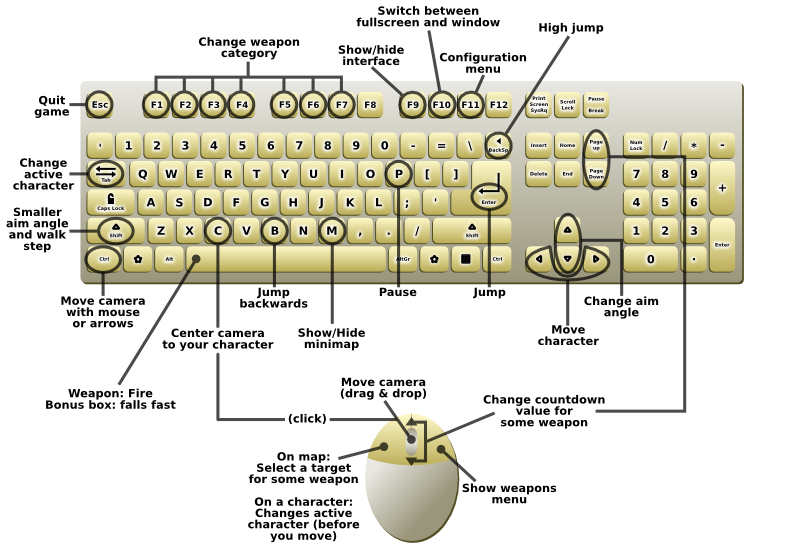 Switch between
fullscreen and window
High jump
Change weapon
category
Show/hide
interface
Configuration
menu
Quit
game
Esc F1 F2 F3 F4 F5 F6 F7 F8 F9 F10 F11 F12
Print
Screen
SysRq
Scroll
Lock
Pause
Break
' 1 2 3 4 5 6 7 8 9 0 - = \ BackSp
Insert Home Page
up
Num
Lock
/ * -
Change
active
character
Tab Q W E R T Y U I O P [ ]
Enter
Delete End Page
Down
7 8 9 +
Caps Lock A S D F G H J K L ; '
4 5 6
Smaller
aim angle
and walk
step
Shift Z X C V B N M , . / Shift
1 2 3 Enter
Ctrl Alt AltGr Ctrl
0 .
Move camera
with mouse
or arrows
Jump
backwards
Pause
Jump
Change aim
angle
Center camera
to your character
Show/Hide
minimap
Move
character
Weapon: Fire
Bonus box: falls fast
Move camera
(drag & drop)
(click)
Change countdown
value for
some weapon
On map:
Select a target
for some weapon
Show weapons
menu
On a character:
Changes active
character (before
you move)